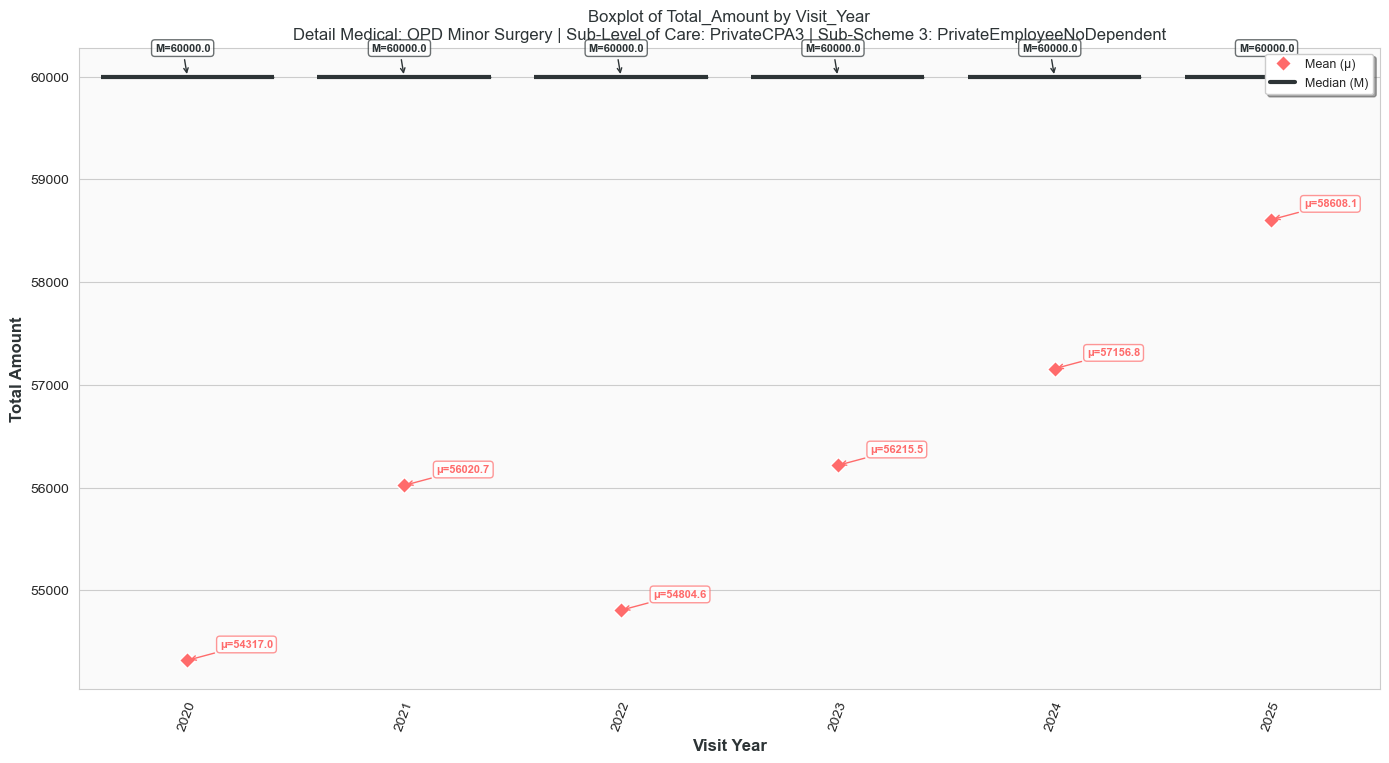 Boxplot of Total_Amount by Visit_Year
Detail Medical: OPD Minor Surgery | Sub-Level of Care: PrivateCPA3 | Sub-Scheme 3: PrivateEmployeeNoDependent
M=60000.0 M=60000.0 M=60000.0 M=60000.0 M=60000.0 M=60000.0
Mean (μ)
Median (M)
60000
59000
58000
57000
56000
55000
Total Amount
μ=58608.1
μ=57156.8
μ=56215.5
μ=56020.7
μ=54804.6
μ=54317.0
2020 2021 2022 2023 2024 2025
Visit Year